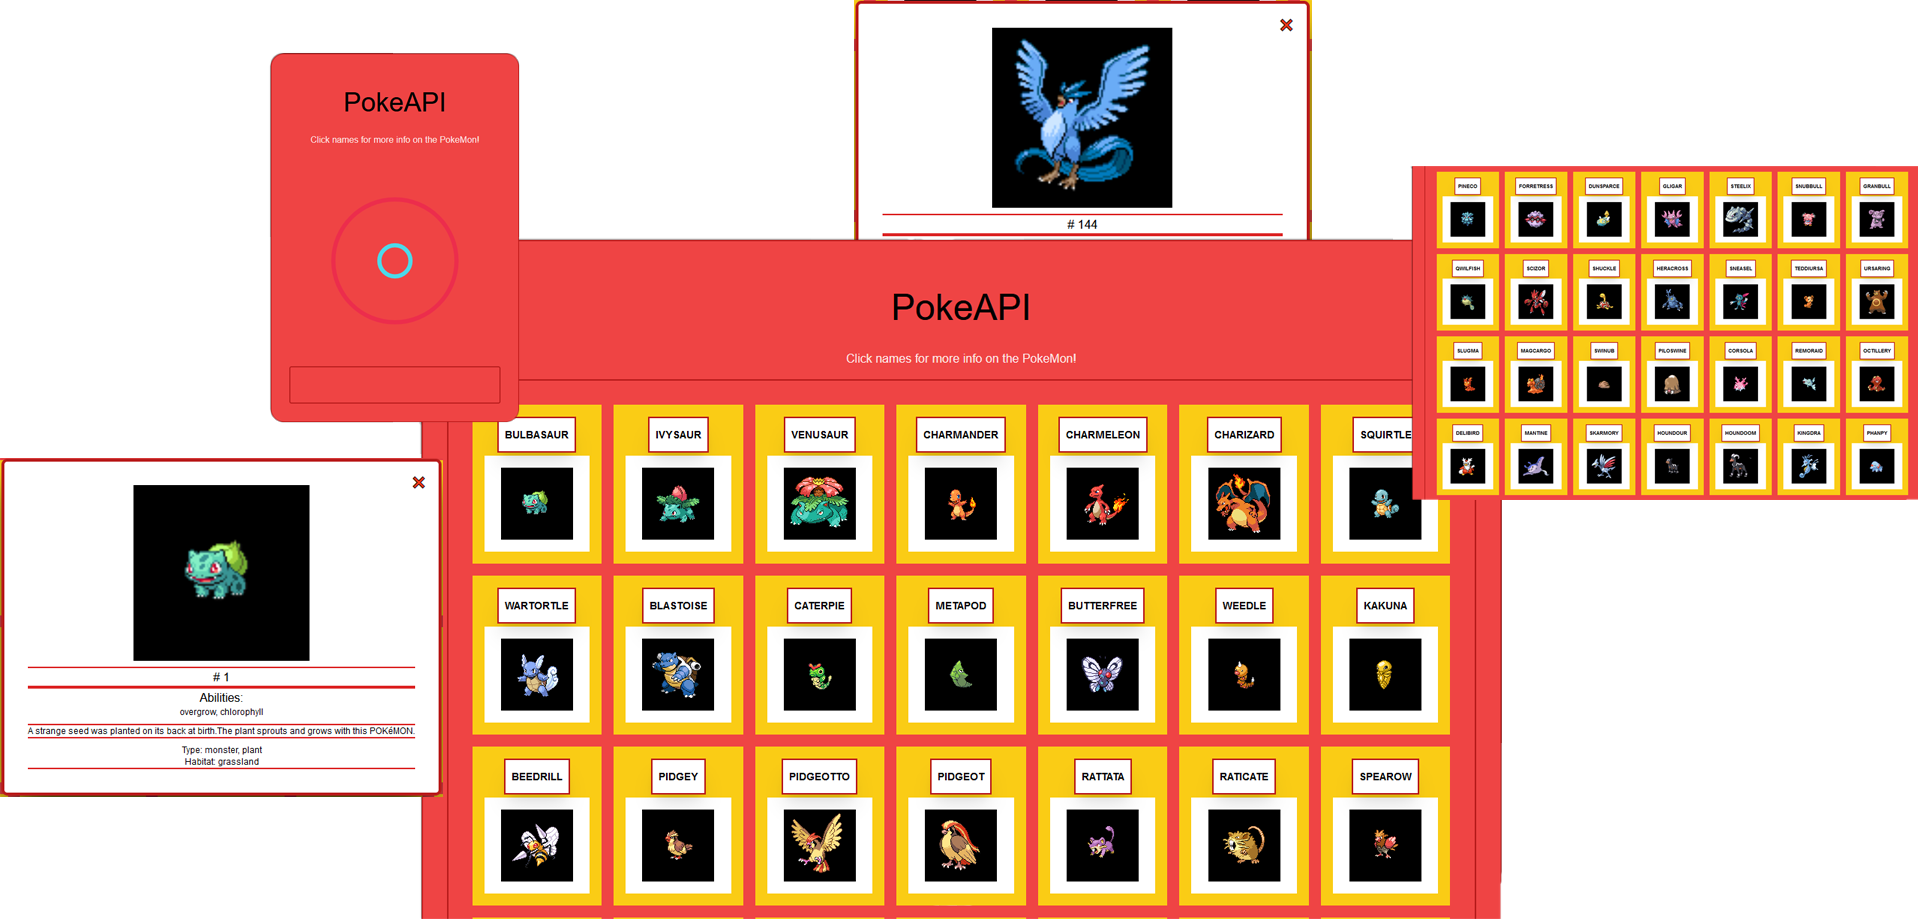 PokeAPI
Click names for more info on the PokeMon!
# 144
PokeAPI
Click names for more info on the PokeMon!
BULBASAUR IVYSAUR VENUSAUR CHARMANDER CHARMELEON CHARIZARD SQUIRTLE
WARTORTLE BLASTOISE CATERPIE METAPOD BUTTERFREE WEEDLE KAKUNA
BEEDRILL PIDGEY PIDGEOTTO PIDGEOT RATTATA RATICATE SPEAROW
PINECO FORRETRESS DUNSPARCE GLIGAR STEELIX SNUBBULL GRANBULL
QWILFISH SCIZOR SHUCKLE HERACROSS SNEASEL TEDDIURSA URSARING
SLUGMA MAGCARGO SWINUB PILOSWINE CORSOLA REMORAID OCTILLERY
DELIBIRD MANTINE SKARMORY HOUNDOUR HOUNDOOM KINGDRA PHANPY
# 1
Abilities:
overgrow, chlorophyll
A strange seed was planted on its back at birth.The plant sprouts and grows with this POKéMON.
Type: monster, plant
Habitat: grassland